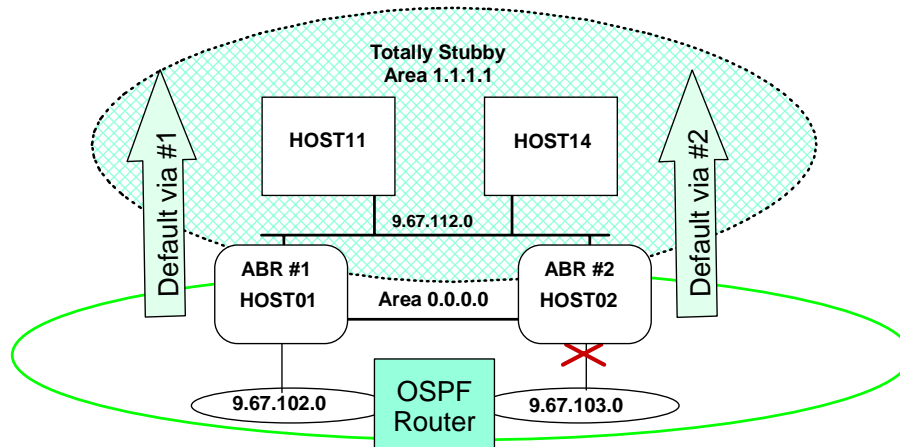 Totally Stubby
Area 1.1.1.1
HOST11
HOST14
Default via #1
Default via #2
9.67.112.0
ABR #1
HOST01
Area 0.0.0.0
ABR #2
HOST02
9.67.102.0
OSPF
Router
9.67.103.0